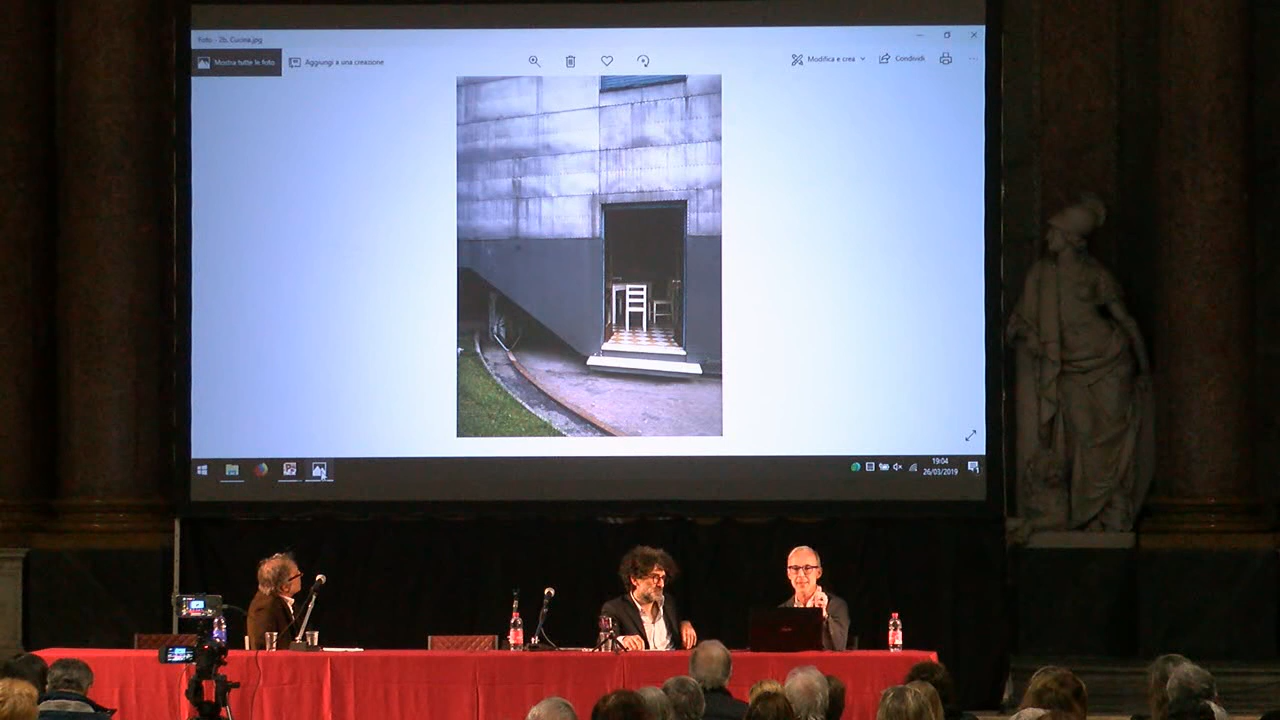 Foto - 2b. Cucina.jpg
Mostra tutte le foto
Aggiungi a una creazione
Modifica e crea
Condividi
19:04
26/03/2019